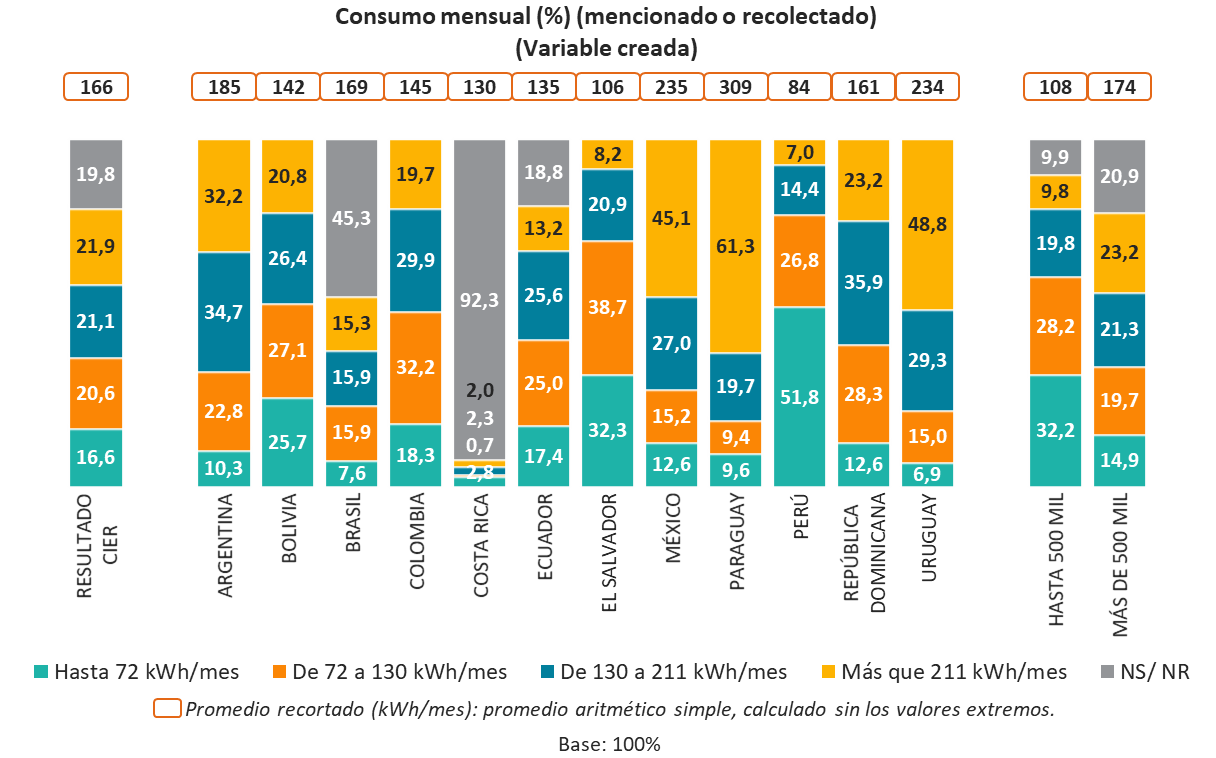 Consumo mensual (%) (mencionado o recolectado)
(Variable creada)
166 185 142 169 145 130 135 106 235 309 84 161 234 108 174
19,8
21,9
21,1
20,6
16,6
32,2
34,7
22,8
10,3
20,8
26,4
27,1
25,7
45,3
15,3
15,9
15,9
7,6
19,7
29,9
32,2
18,3
92,3
2,0
2,3
0,7
2,8
18,8
13,2
25,6
25,0
17,4
8,2
20,9
38,7
32,3
45,1
27,0
15,2
12,6
61,3
19,7
9,4
9,6
7,0
14,4
26,8
51,8
23,2
35,9
28,3
12,6
48,8
29,3
15,0
6,9
9,9
9,8
19,8
28,2
32,2
20,9
23,2
21,3
19,7
14,9
RESULTADO
CIER
ARGENTINA
BOLIVIA
BRASIL
COLOMBIA
COSTA RICA
ECUADOR
EL SALVADOR
MÉXICO
PARAGUAY
PERÚ
REPÚBLICA
DOMINICANA
URUGUAY
HASTA 500 MIL
MÁS DE 500 MIL
Hasta 72 kWh/mes De 72 a 130 kWh/mes De 130 a 211 kWh/mes Más que 211 kWh/mes NS/ NR
Promedio recortado (kWh/mes): promedio aritmético simple, calculado sin los valores extremos.
Base: 100%